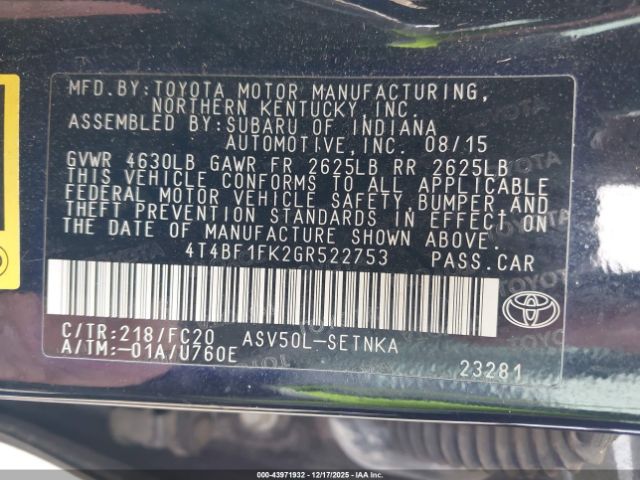 MFD.BY:TOYOTA MOTOR MANUFACTURING,
NORTHERN KENTUCKY,INC.
ASSEMBLED BY:SUBARU OF INDIANA
AUTOMOTIVE,INC. 08/15
GVWR 4630LB GAWR FR 2625LB RR 2625LB
THIS VEHICLE CONFORMS TO ALL APPLICABLE
FEDERAL MOTOR VEHICLE SAFETY,BUMPER,AND
THEFT PREVENTION STANDARDS IN EFFECT ON
THE DATE OF MANUFACTURE SHOWN ABOVE.
4T4BF1FK2GR522753 PASS.CAR
C/TR:218/FC20 ASV50L-SETNKA
A/TM:-01A/U760E
TOYOTA
23281
00-43971932 - 12/17/2025 - COPYRIGHT © IAA